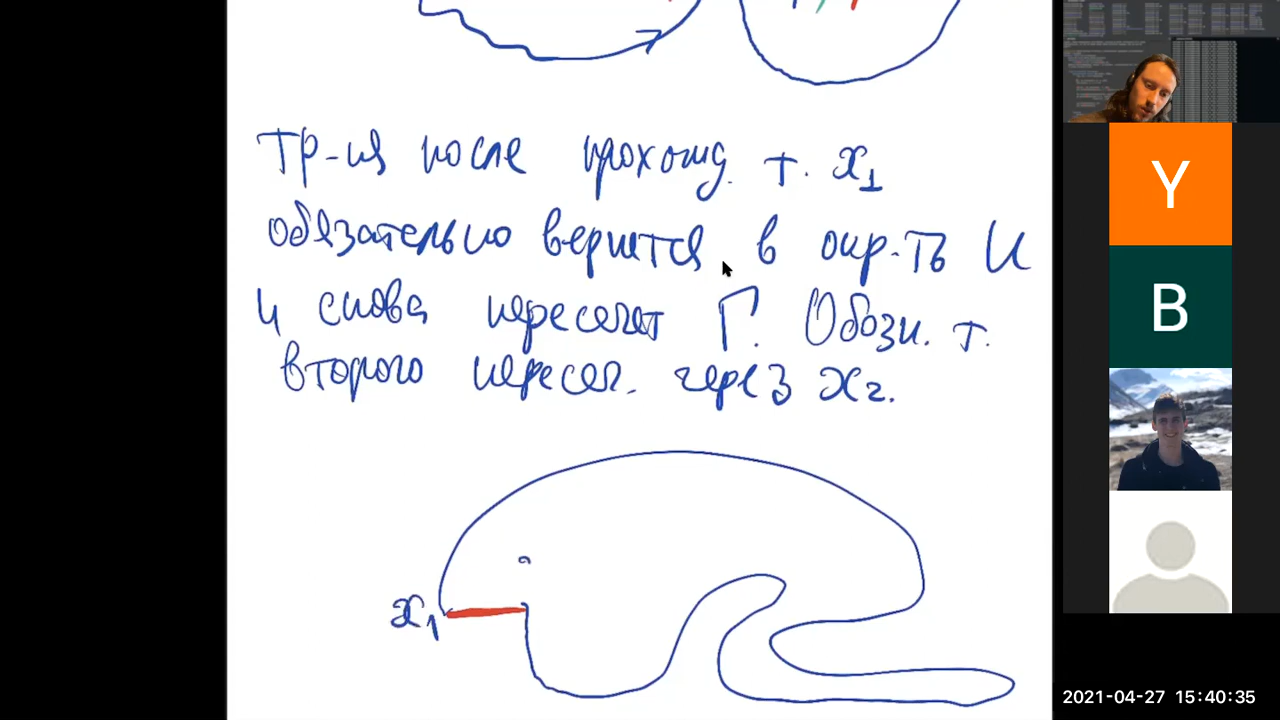 Тр-ия после прохожд. т. x₁
обязательно вернется в окр-ть U
и снова пересечет Г. Обозн. т.
второго пересеч. через x₂.
x₁
Y
B
2021-04-27 15:40:35